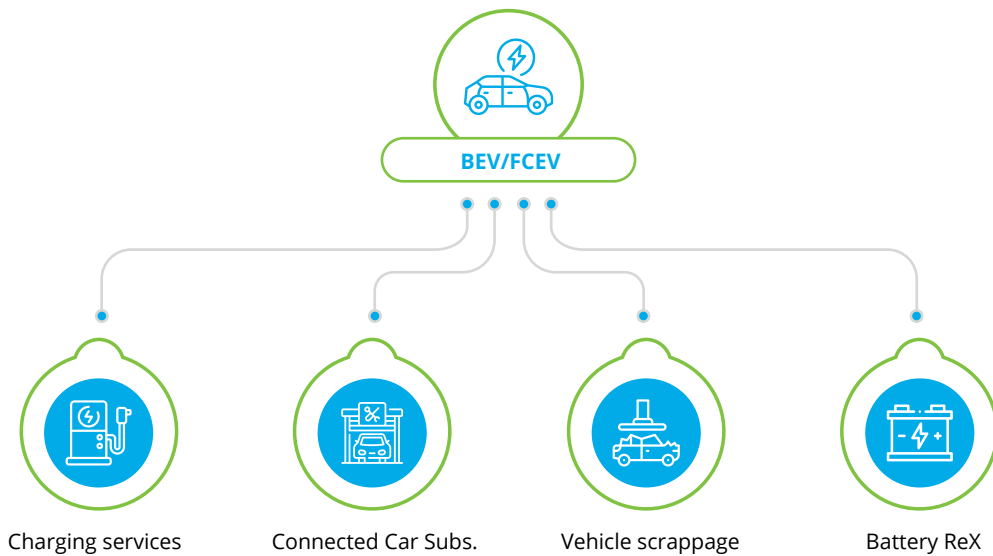 BEV/FCEV
Charging services
Connected Car Subs.
Vehicle scrappage
Battery ReX